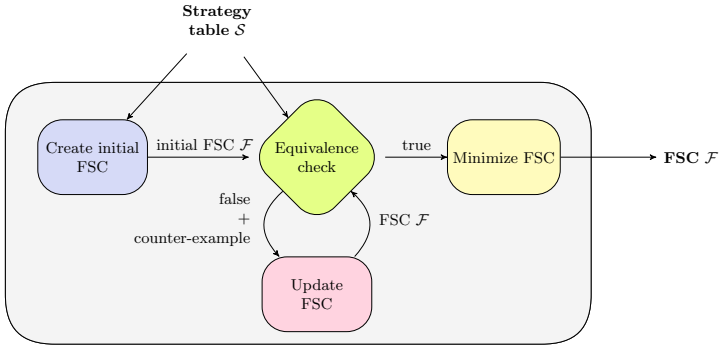 Strategy
table 𝒮
Create initial
FSC
initial FSC ℱ
Equivalence
check
true
Minimize FSC
FSC ℱ
false
+
counter-example
FSC ℱ
Update
FSC